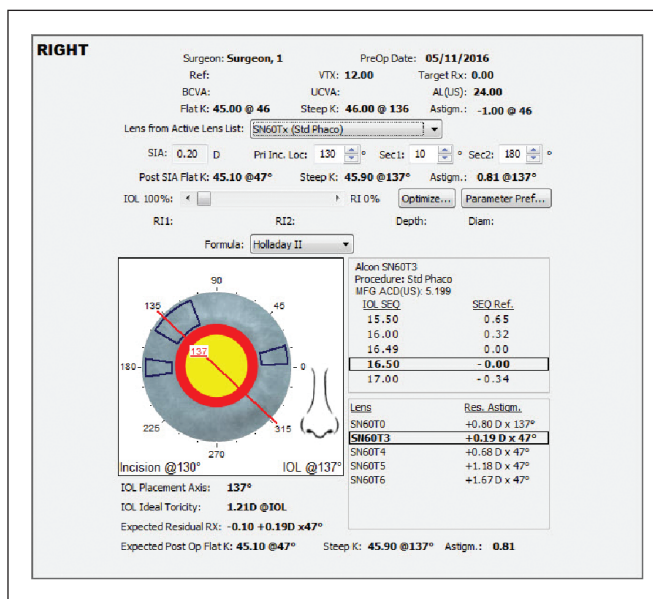 RIGHT
Surgeon: Surgeon, 1 PreOp Date: 05/11/2016
Ref: VTX: 12.00 Target Rx: 0.00
BCVA: UCVA: AL(US): 24.00
Flat K: 45.00 @ 46 Steep K: 46.00 @ 136 Astigm.: -1.00 @ 46
Lens from Active Lens List: SN60Tx (Std Phaco)
SIA: 0.20 D Pri Inc. Loc: 130 ° Sec1: 10 ° Sec2: 180 °
Post SIA Flat K: 45.10 @47° Steep K: 45.90 @137° Astigm.: 0.81 @137°
IOL 100%: RI 0% Optimize... Parameter Pref...
RI1: RI2: Depth: Diam:
Formula: Holladay II
90
135 45
137
180 0
225 315
270
Incision @130° IOL @137°
Alcon SN60T3
Procedure: Std Phaco
MFG ACD(US): 5.199
IOL SEQ SEQ Ref.
15.50 0.65
16.00 0.32
16.49 0.00
16.50 -0.00
17.00 -0.34
Lens Res. Astigm.
SN60T0 +0.80 D x 137°
SN60T3 +0.19 D x 47°
SN60T4 +0.68 D x 47°
SN60T5 +1.18 D x 47°
SN60T6 +1.67 D x 47°
IOL Placement Axis: 137°
IOL Ideal Toricity: 1.21D @IOL
Expected Residual RX: -0.10 +0.19D x47°
Expected Post Op Flat K: 45.10 @47° Steep K: 45.90 @137° Astigm.: 0.81